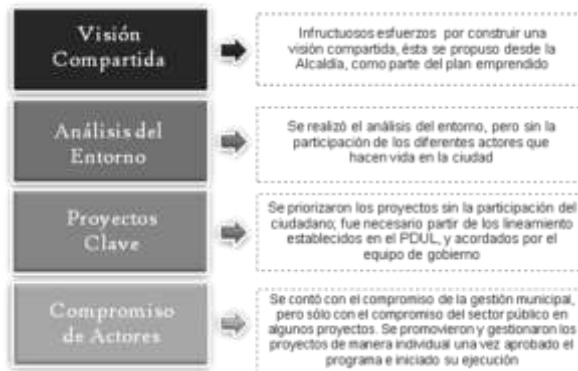 Visión
Compartida
Infructuosos esfuerzos por construir una
visión compartida, ésta se propuso desde la
Alcaldía, como parte del plan emprendido
Análisis del
Entorno
Se realizó el análisis del entorno, pero sin la
participación de los diferentes actores que
hacen vida en la ciudad
Proyectos
Clave
Se priorizaron los proyectos sin la participación del
ciudadano; fue necesario partir de los lineamiento
establecidos en el PDUL, y acordados por el
equipo de gobierno
Compromiso
de Actores
Se contó con el compromiso de la gestión municipal,
pero sólo con el compromiso del sector público en
algunos proyectos. Se promovieron y gestionaron los
proyectos de manera individual una vez aprobado el
programa e iniciado su ejecución